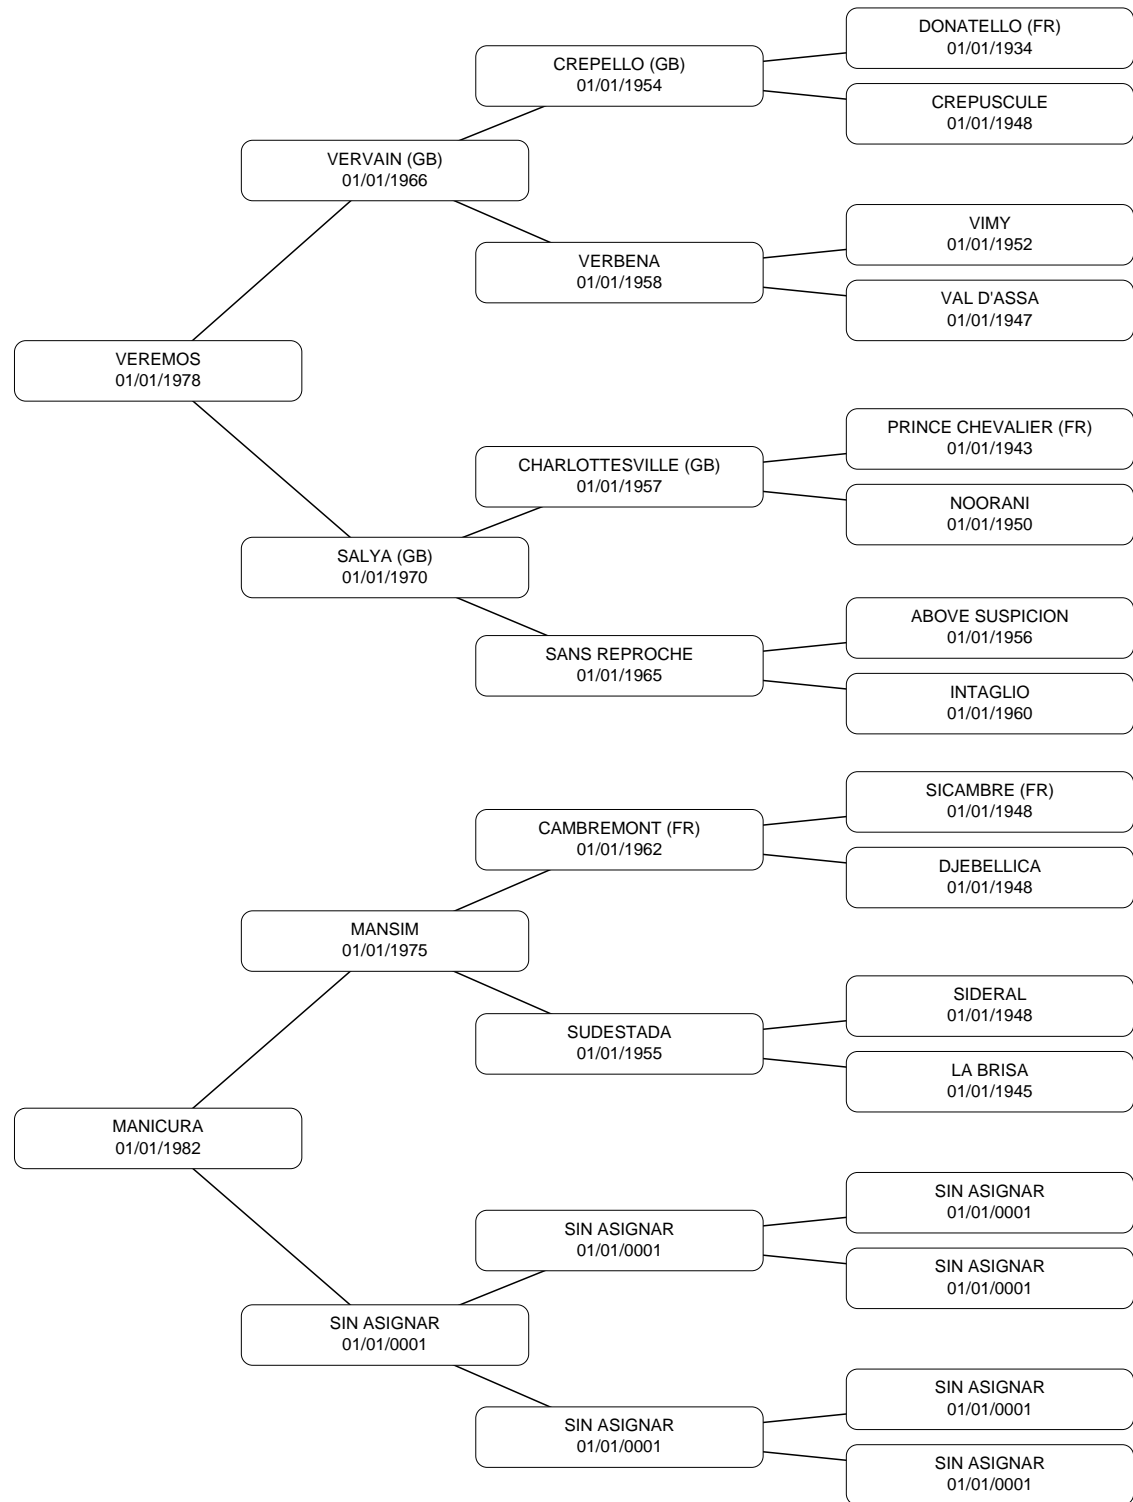 DONATELLO (FR)
01/01/1934
CREPELLO (GB)
01/01/1954
CREPUSCULE
01/01/1948
VERVAIN (GB)
01/01/1966
VIMY
01/01/1952
VERBENA
01/01/1958
VAL D'ASSA
01/01/1947
VEREMOS
01/01/1978
PRINCE CHEVALIER (FR)
01/01/1943
CHARLOTTESVILLE (GB)
01/01/1957
NOORANI
01/01/1950
SALYA (GB)
01/01/1970
ABOVE SUSPICION
01/01/1956
SANS REPROCHE
01/01/1965
INTAGLIO
01/01/1960
SICAMBRE (FR)
01/01/1948
CAMBREMONT (FR)
01/01/1962
DJEBELLICA
01/01/1948
MANSIM
01/01/1975
SIDERAL
01/01/1948
SUDESTADA
01/01/1955
LA BRISA
01/01/1945
MANICURA
01/01/1982
SIN ASIGNAR
01/01/0001
SIN ASIGNAR
01/01/0001
SIN ASIGNAR
01/01/0001
SIN ASIGNAR
01/01/0001
SIN ASIGNAR
01/01/0001
SIN ASIGNAR
01/01/0001
SIN ASIGNAR
01/01/0001